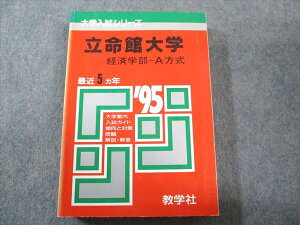 大学入試シリーズ
立命館大学
経済学部-A方式
最近5ヵ年
'95
大学案内
入試ガイド
傾向と対策
問題
解説・解答
教学社